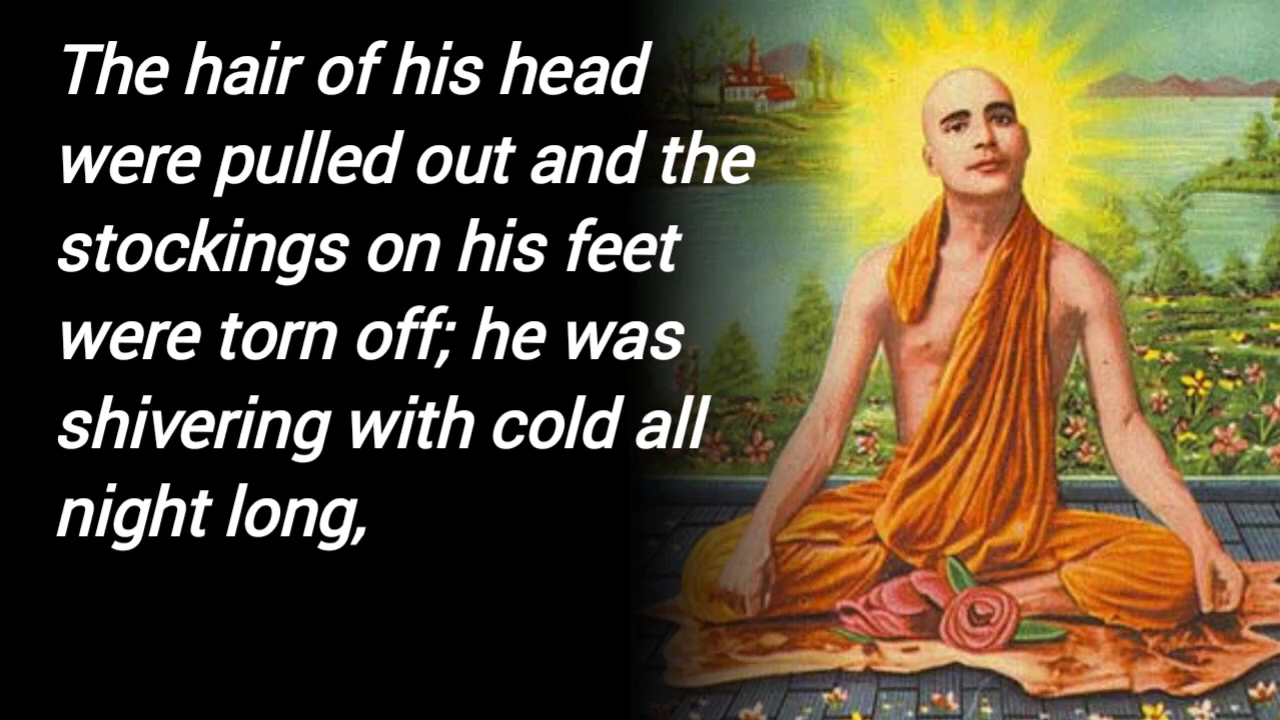 The hair of his head
were pulled out and the
stockings on his feet
were torn off; he was
shivering with cold all
night long,